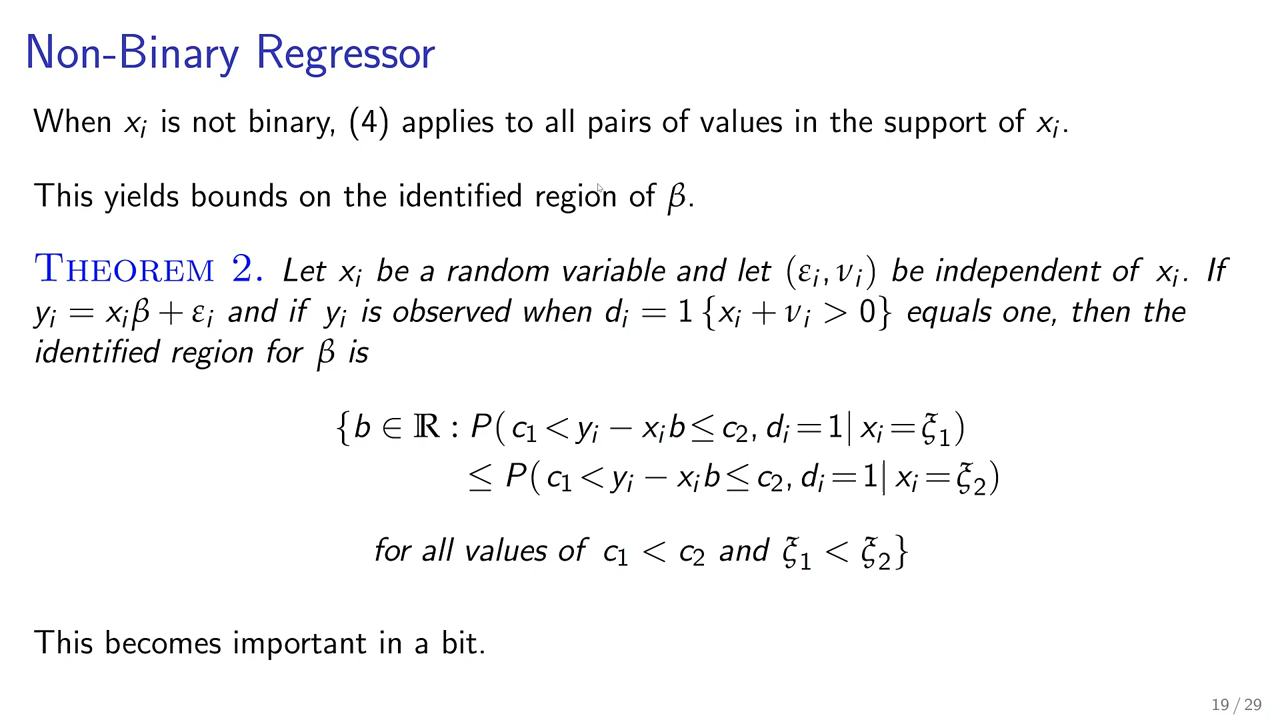 Non-Binary Regressor
When xᵢ is not binary, (4) applies to all pairs of values in the support of xᵢ.
This yields bounds on the identified region of β.
Theorem 2. Let xᵢ be a random variable and let (εᵢ, νᵢ) be independent of xᵢ. If
yᵢ = xᵢβ + εᵢ and if yᵢ is observed when dᵢ = 1 {xᵢ + νᵢ > 0} equals one, then the
identified region for β is
{b ∈ ℝ : P( c₁ < yᵢ − xᵢb ≤ c₂, dᵢ = 1| xᵢ = ξ₁)
≤ P( c₁ < yᵢ − xᵢb ≤ c₂, dᵢ = 1| xᵢ = ξ₂)
for all values of c₁ < c₂ and ξ₁ < ξ₂}
This becomes important in a bit.
19 / 29